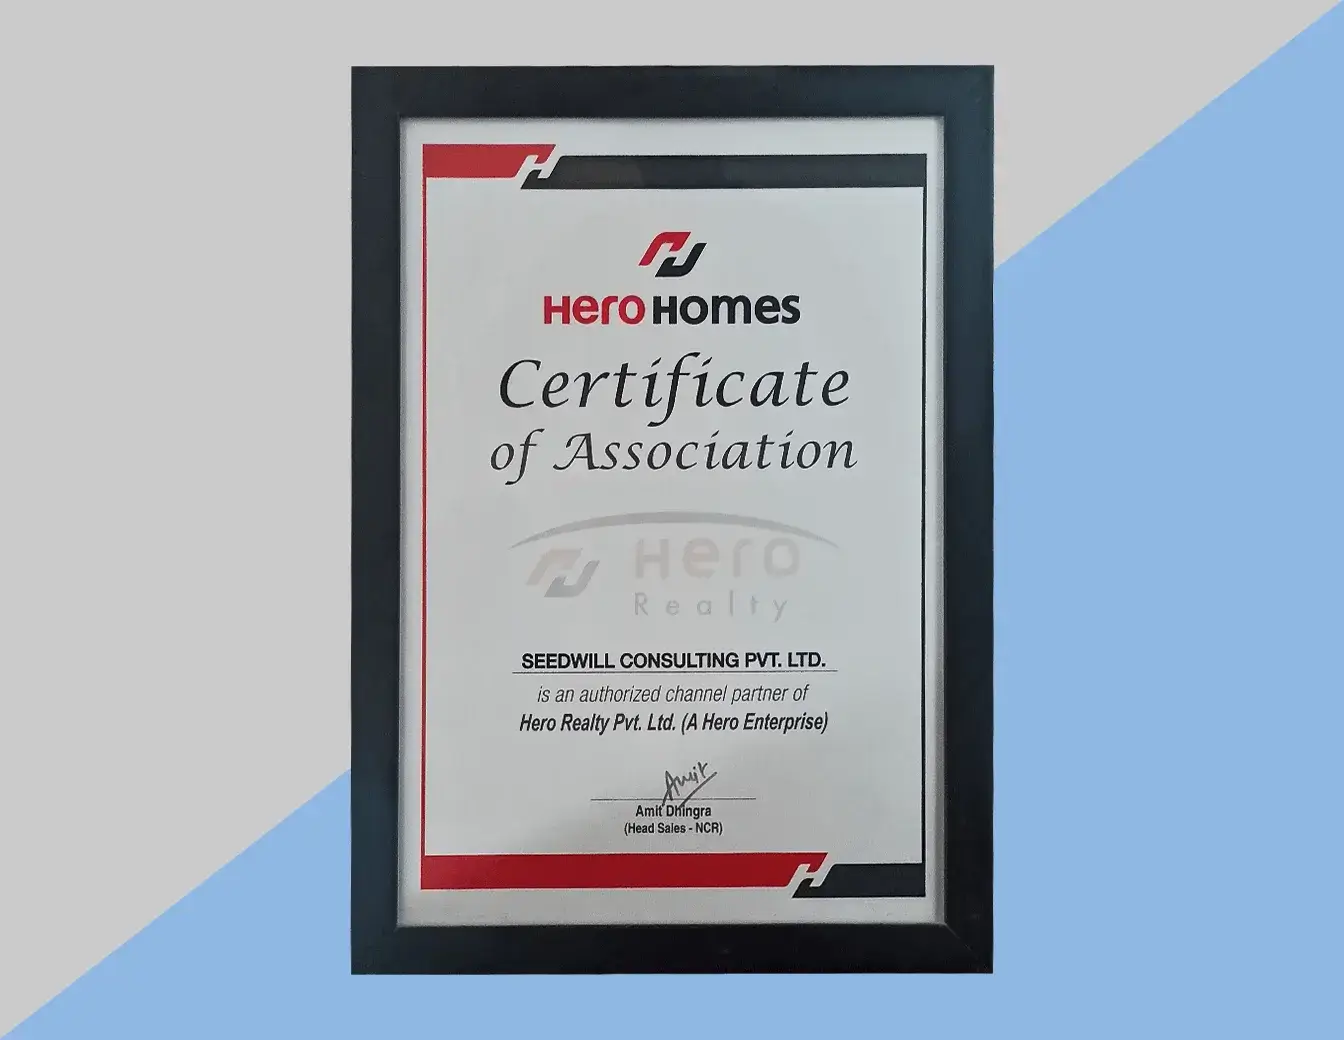 Hero Homes
Certificate
of Association
Hero
Realty
SEEDWILL CONSULTING PVT. LTD.
is an authorized channel partner of
Hero Realty Pvt. Ltd. (A Hero Enterprise)
Amit
Amit Dhingra
(Head Sales - NCR)